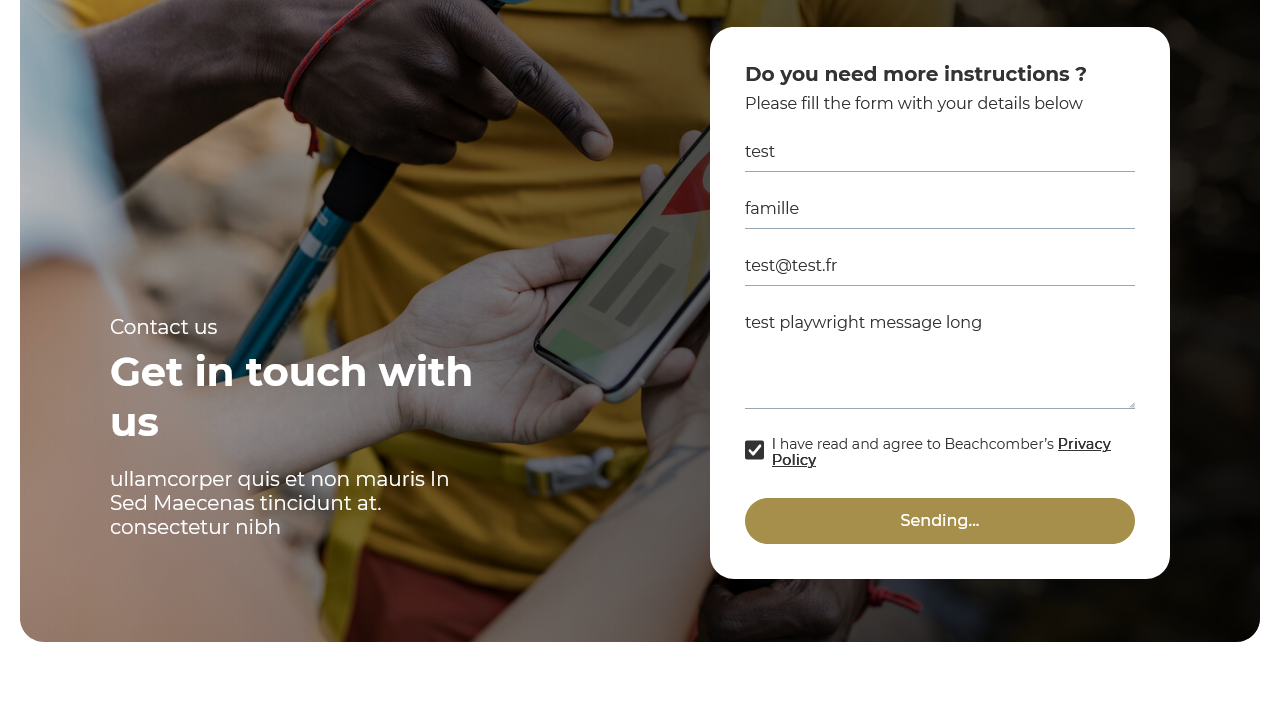 Contact us
Get in touch with
us
ullamcorper quis et non mauris In
Sed Maecenas tincidunt at.
consectetur nibh
Do you need more instructions ?
Please fill the form with your details below
test
famille
test@test.fr
test playwright message long
I have read and agree to Beachcomber’s Privacy
Policy
Sending...